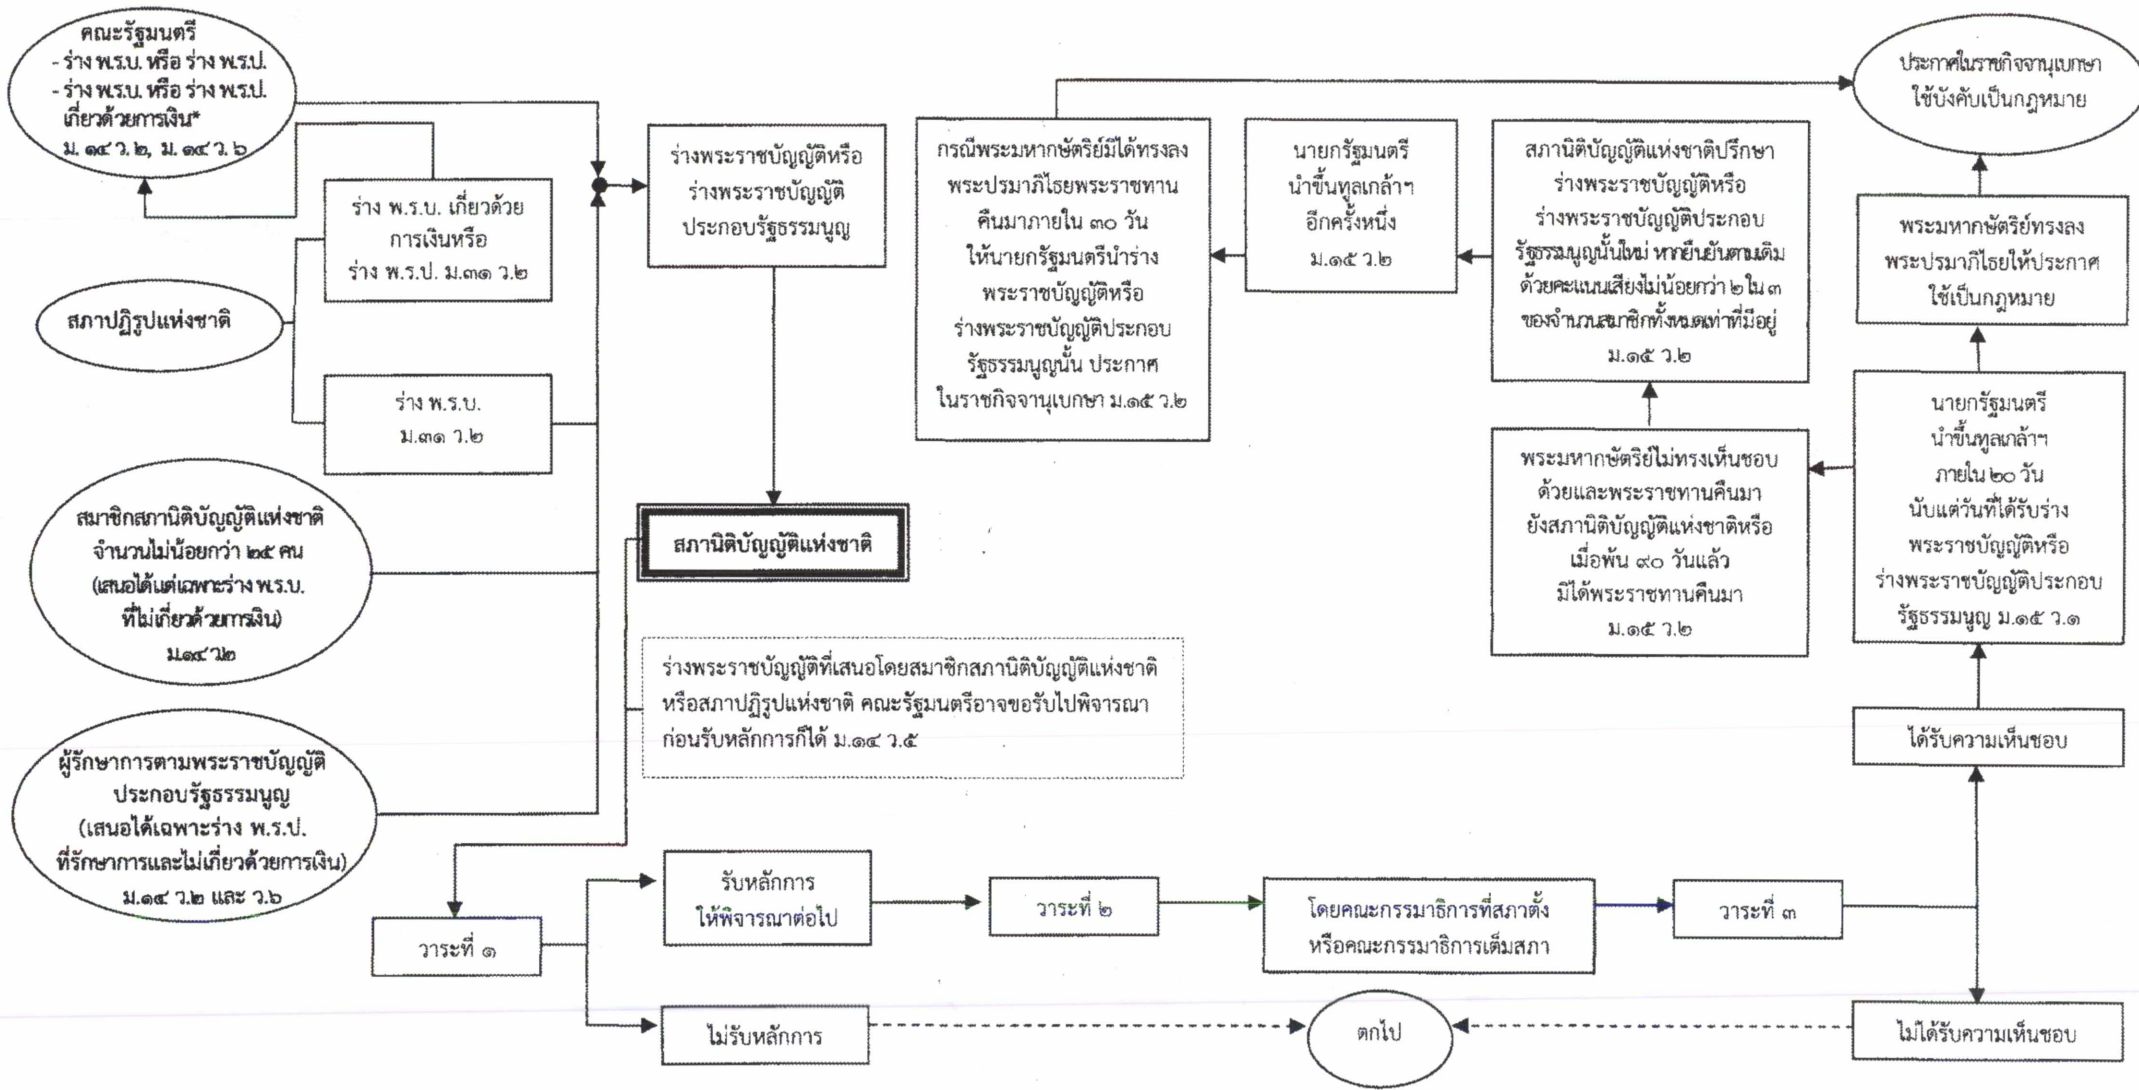 คณะรัฐมนตรี
- ร่าง พ.ร.บ. หรือ ร่าง พ.ร.ป.
- ร่าง พ.ร.บ. หรือ ร่าง พ.ร.ป.
เกี่ยวด้วยการเงิน*
ม. ๑๔ ว. ๒, ม. ๑๔ ว. ๖
ร่าง พ.ร.บ. เกี่ยวด้วย
การเงินหรือ
ร่าง พ.ร.ป. ม.๓๑ ว.๒
สภาปฏิรูปแห่งชาติ
ร่าง พ.ร.บ.
ม.๓๑ ว.๒
สมาชิกสภานิติบัญญัติแห่งชาติ
จำนวนไม่น้อยกว่า ๒๕ คน
(เสนอได้แต่เฉพาะร่าง พ.ร.บ.
ที่ไม่เกี่ยวด้วยการเงิน)
ม.๑๔ ว.๒
ผู้รักษาการตามพระราชบัญญัติ
ประกอบรัฐธรรมนูญ
(เสนอได้เฉพาะร่าง พ.ร.ป.
ที่รักษาการและไม่เกี่ยวด้วยการเงิน)
ม.๑๔ ว.๒ และ ว.๖
ร่างพระราชบัญญัติหรือ
ร่างพระราชบัญญัติ
ประกอบรัฐธรรมนูญ
สภานิติบัญญัติแห่งชาติ
ร่างพระราชบัญญัติที่เสนอโดยสมาชิกสภานิติบัญญัติแห่งชาติ
หรือสภาปฏิรูปแห่งชาติ คณะรัฐมนตรีอาจขอรับไปพิจารณา
ก่อนรับหลักการก็ได้ ม.๑๔ ว.๕
วาระที่ ๑
รับหลักการ
ให้พิจารณาต่อไป
ไม่รับหลักการ
วาระที่ ๒
โดยคณะกรรมาธิการที่สภาตั้ง
หรือคณะกรรมาธิการเต็มสภา
วาระที่ ๓
ตกไป
ได้รับความเห็นชอบ
ไม่ได้รับความเห็นชอบ
นายกรัฐมนตรี
นำขึ้นทูลเกล้าฯ
ภายใน ๒๐ วัน
นับแต่วันที่ได้รับร่าง
พระราชบัญญัติหรือ
ร่างพระราชบัญญัติประกอบ
รัฐธรรมนูญ ม.๑๕ ว.๑
พระมหากษัตริย์ทรงลง
พระปรมาภิไธยให้ประกาศ
ใช้เป็นกฎหมาย
ประกาศในราชกิจจานุเบกษา
ใช้บังคับเป็นกฎหมาย
พระมหากษัตริย์ไม่ทรงเห็นชอบ
ด้วยและพระราชทานคืนมา
ยังสภานิติบัญญัติแห่งชาติหรือ
เมื่อพ้น ๙๐ วันแล้ว
มิได้พระราชทานคืนมา
ม.๑๕ ว.๒
สภานิติบัญญัติแห่งชาติปรึกษา
ร่างพระราชบัญญัติหรือ
ร่างพระราชบัญญัติประกอบ
รัฐธรรมนูญนั้นใหม่ หากยืนยันตามเดิม
ด้วยคะแนนเสียงไม่น้อยกว่า ๒ ใน ๓
ของจำนวนสมาชิกทั้งหมดเท่าที่มีอยู่
ม.๑๕ ว.๒
นายกรัฐมนตรี
นำขึ้นทูลเกล้าฯ
อีกครั้งหนึ่ง
ม.๑๕ ว.๒
กรณีพระมหากษัตริย์มิได้ทรงลง
พระปรมาภิไธยพระราชทาน
คืนมาภายใน ๓๐ วัน
ให้นายกรัฐมนตรีนำร่าง
พระราชบัญญัติหรือ
ร่างพระราชบัญญัติประกอบ
รัฐธรรมนูญนั้น ประกาศ
ในราชกิจจานุเบกษา ม.๑๕ ว.๒